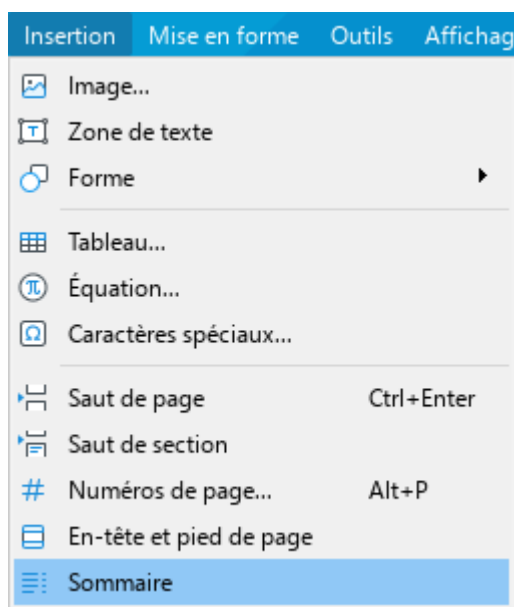 Insertion Mise en forme Outils Affichag
Image...
Zone de texte
Forme
Tableau...
Équation...
Caractères spéciaux...
Saut de page Ctrl+Enter
Saut de section
Numéros de page... Alt+P
En-tête et pied de page
Sommaire